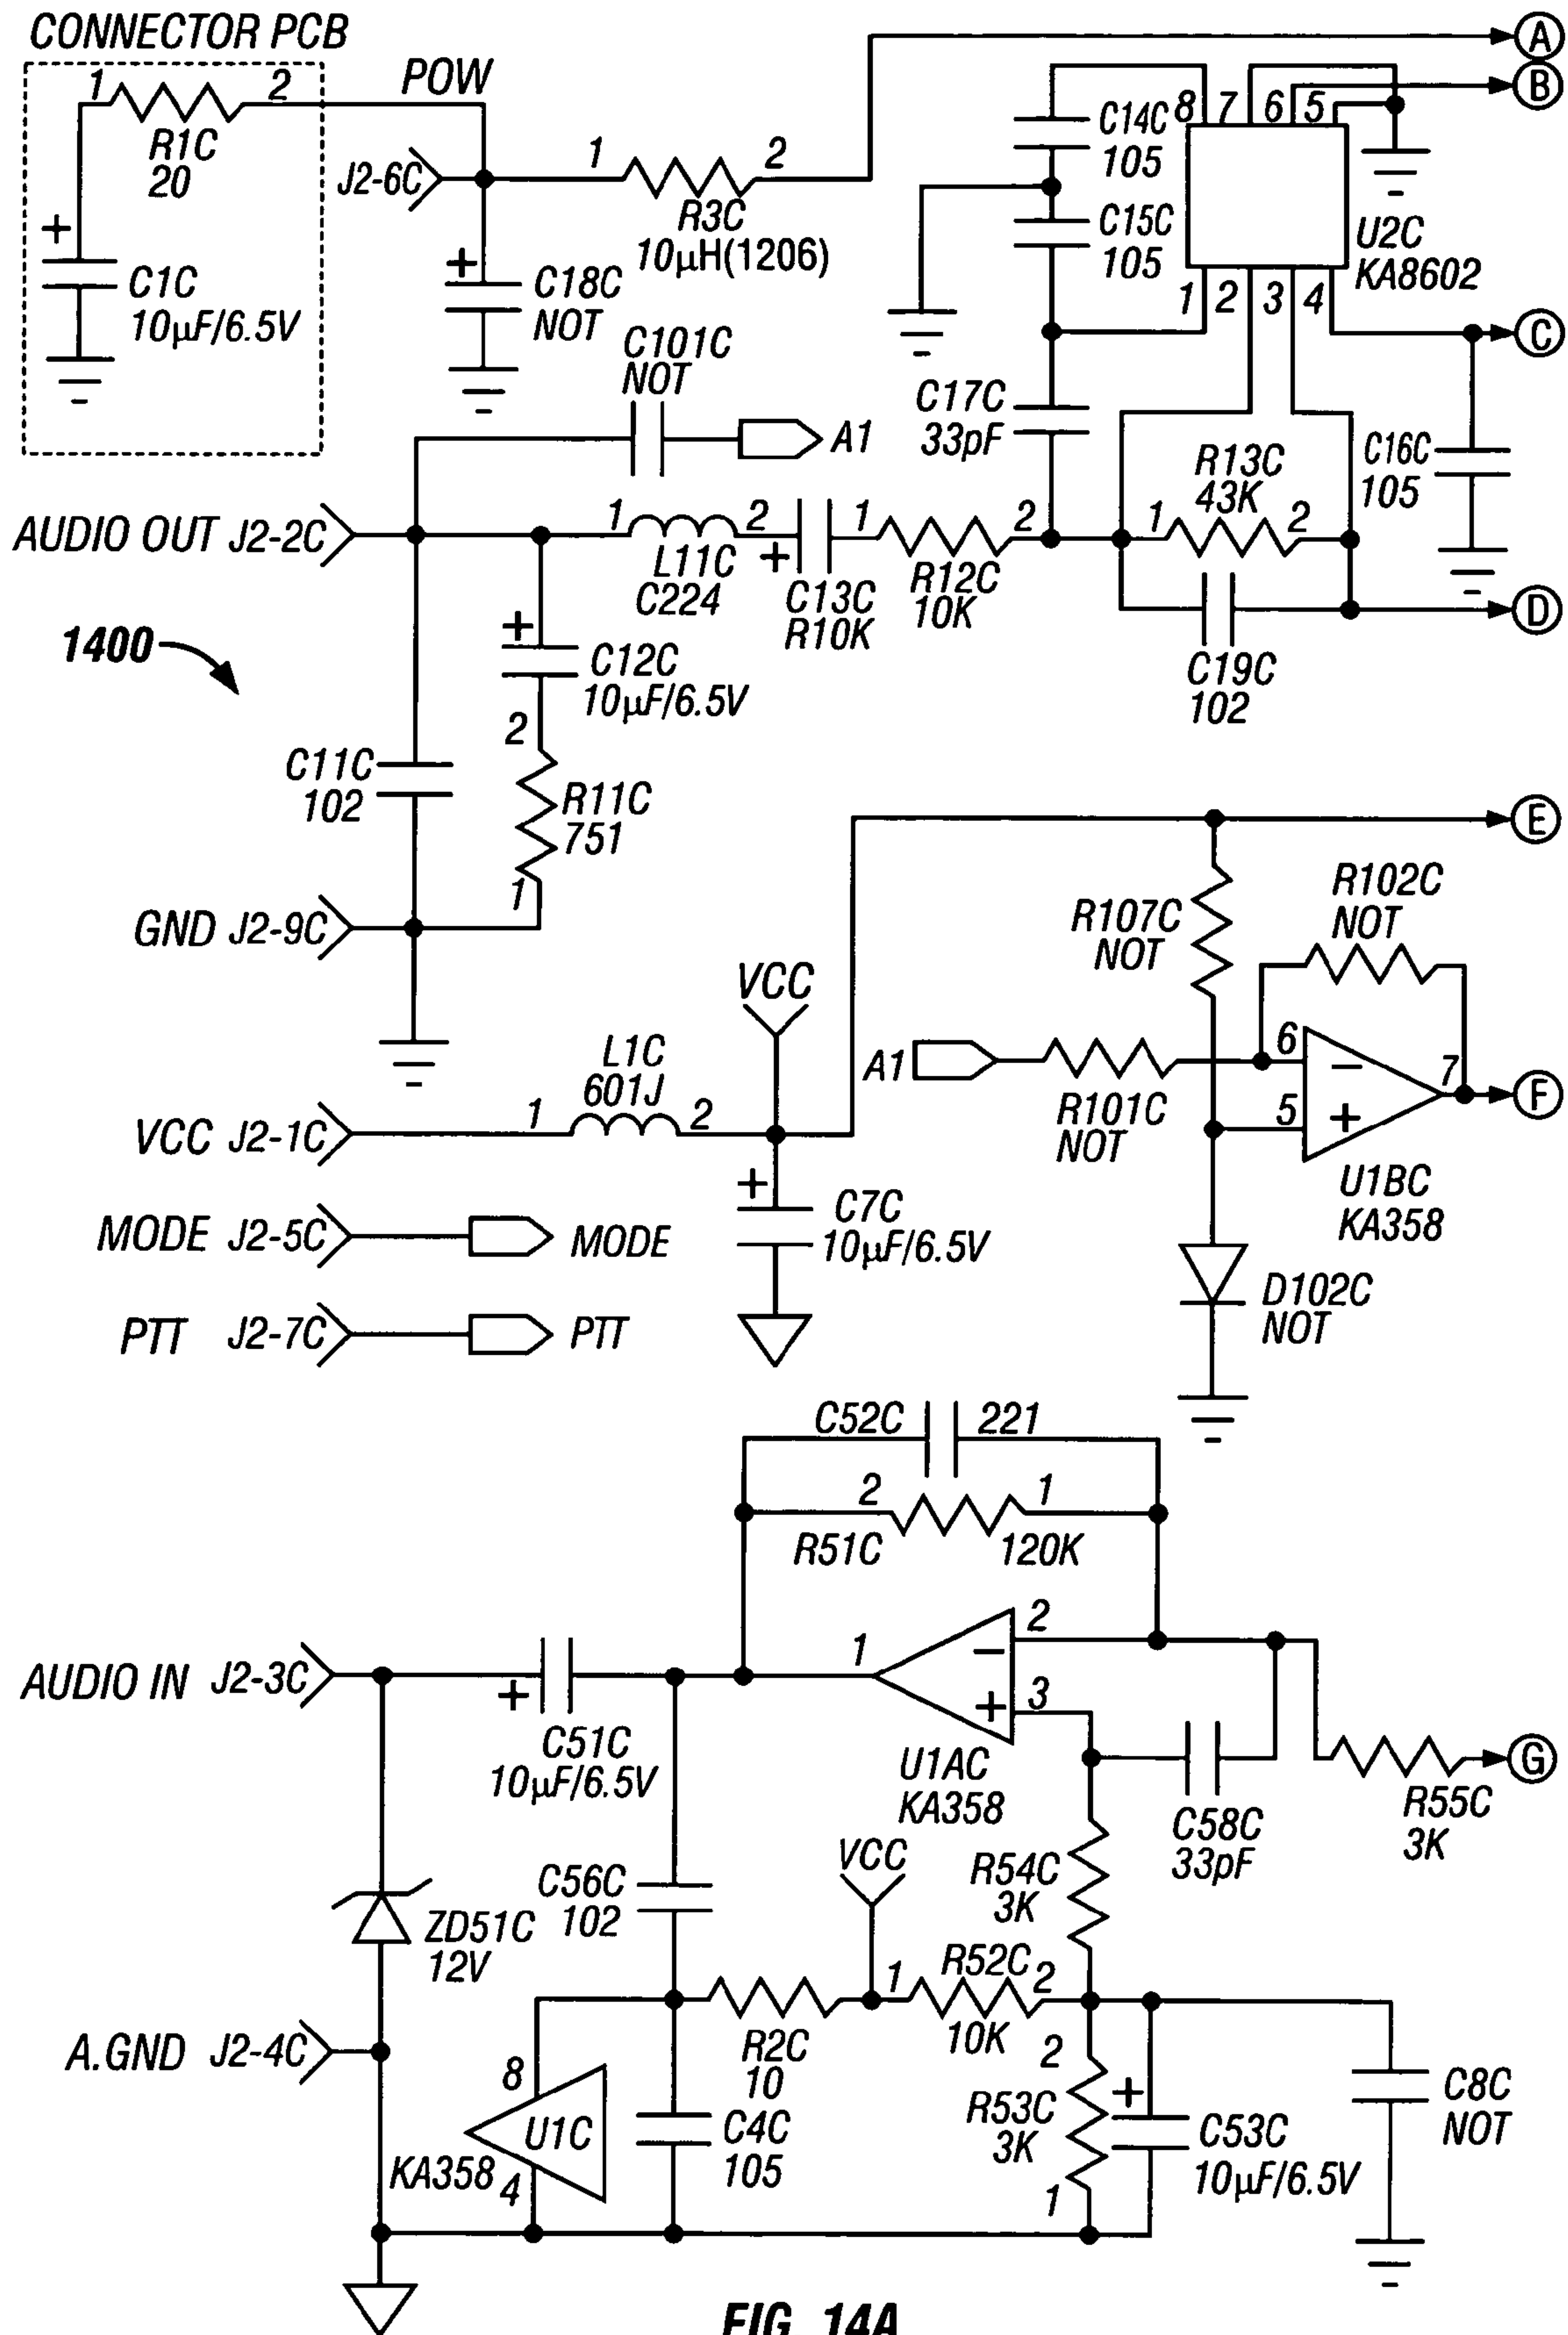 CONNECTOR PCB
1
2
R1C
20
+
C1C
10µF/6.5V
POW
J2-6C
+
C18C
NOT
1
2
R3C
10µH(1206)
A
B
C14C
105
C15C
105
8
7
6
5
U2C
KA8602
1
2
3
4
C
C101C
NOT
A1
C17C
33pF
R13C
43K
1
2
C16C
105
AUDIO OUT J2-2C
1
2
L11C
C224
+
C13C
R10K
1
2
R12C
10K
C19C
102
D
1400
+
C12C
10µF/6.5V
2
R11C
751
1
C11C
102
GND J2-9C
E
R107C
NOT
R102C
NOT
A1
R101C
NOT
6
−
5
+
7
F
U1BC
KA358
D102C
NOT
VCC
VCC J2-1C
1
L1C
601J
2
+
C7C
10µF/6.5V
MODE J2-5C
MODE
PTT J2-7C
PTT
C52C
221
2
1
R51C
120K
AUDIO IN J2-3C
+
C51C
10µF/6.5V
1
2
−
3
+
U1AC
KA358
C58C
33pF
R55C
3K
G
ZD51C
12V
C56C
102
VCC
R54C
3K
1
R52C
2
10K
R2C
10
A.GND J2-4C
8
U1C
KA358
4
C4C
105
2
R53C
3K
1
+
C53C
10µF/6.5V
C8C
NOT
FIG. 14A